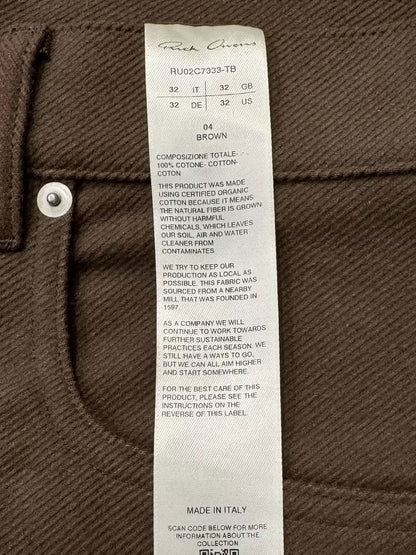 Rick Owens
RU02C7333-TB
32 IT 32 GB
32 DE 32 US
04
BROWN
COMPOSIZIONE TOTALE-
100% COTONE- COTTON-
COTON
THIS PRODUCT WAS MADE
USING CERTIFIED ORGANIC
COTTON BECAUSE IT MEANS
THE NATURAL FIBER IS GROWN
WITHOUT HARMFUL
CHEMICALS, WHICH LEAVES
OUR SOIL, AIR AND WATER
CLEANER FROM
CONTAMINATES.
WE TRY TO KEEP OUR
PRODUCTION AS LOCAL AS
POSSIBLE. THIS FABRIC WAS
SOURCED FROM A NEARBY
MILL THAT WAS FOUNDED IN
1597.
AS A COMPANY WE WILL
CONTINUE TO WORK TOWARDS
FURTHER SUSTAINABLE
PRACTICES EACH SEASON. WE
STILL HAVE A WAYS TO GO,
BUT WE CAN ALL AIM HIGHER
AND START SOMEWHERE.
FOR THE BEST CARE OF THIS
PRODUCT, PLEASE SEE THE
INSTRUCTIONS ON THE
REVERSE OF THIS LABEL.
MADE IN ITALY
SCAN CODE BELOW FOR MORE
INFORMATION ABOUT THE
COLLECTION